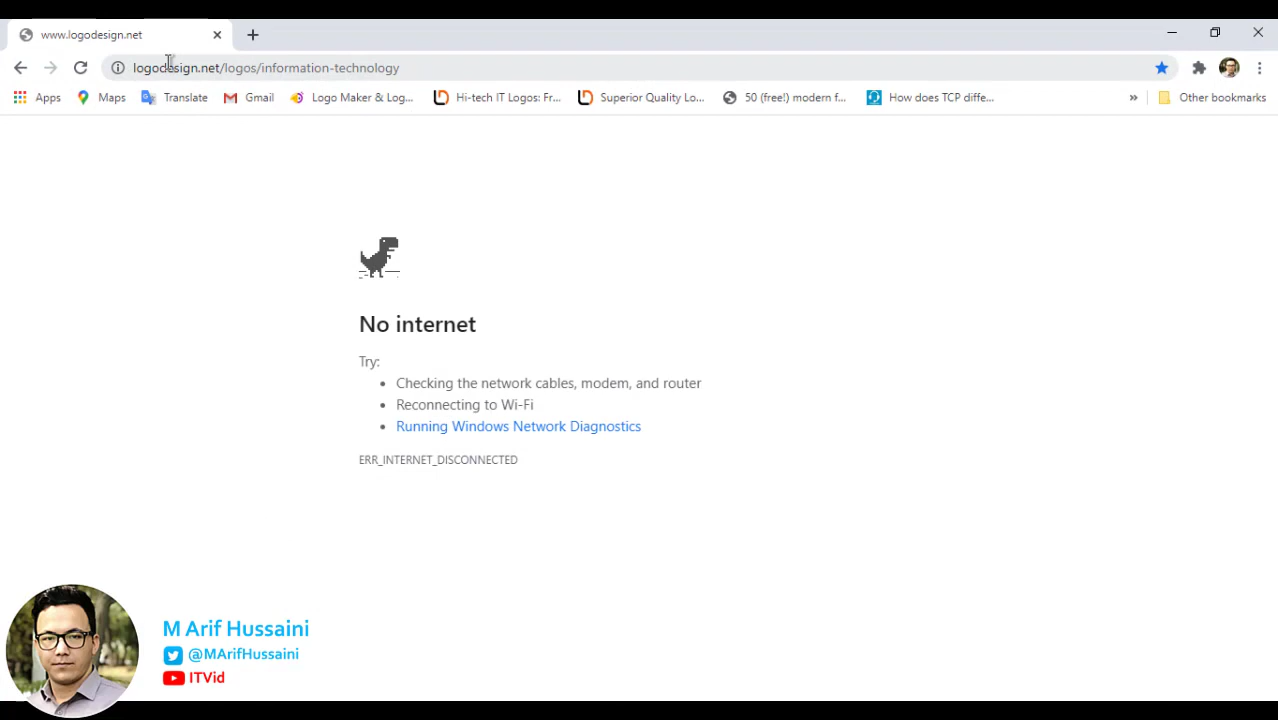 www.logodesign.net
logodesign.net/logos/information-technology
Apps Maps Translate Gmail Logo Maker & Log... Hi-tech IT Logos: Fr... Superior Quality Lo... 50 (free!) modern f... How does TCP diffe... » Other bookmarks
No internet
Try:
• Checking the network cables, modem, and router
• Reconnecting to Wi-Fi
• Running Windows Network Diagnostics
ERR_INTERNET_DISCONNECTED
M Arif Hussaini
@MArifHussaini
ITVid